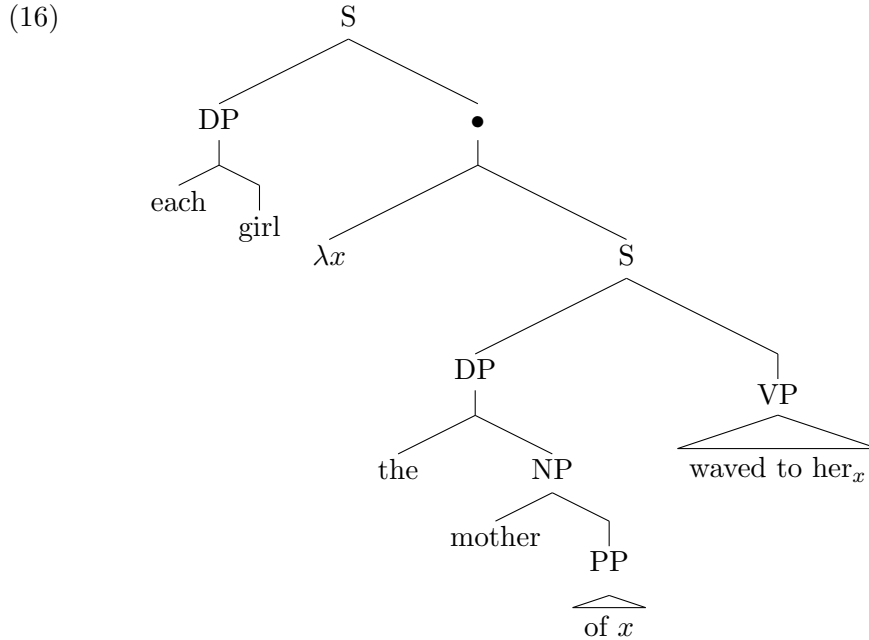 (16) S
DP •
each
girl
λx S
DP
VP
the NP waved to her_x
mother
PP
of x